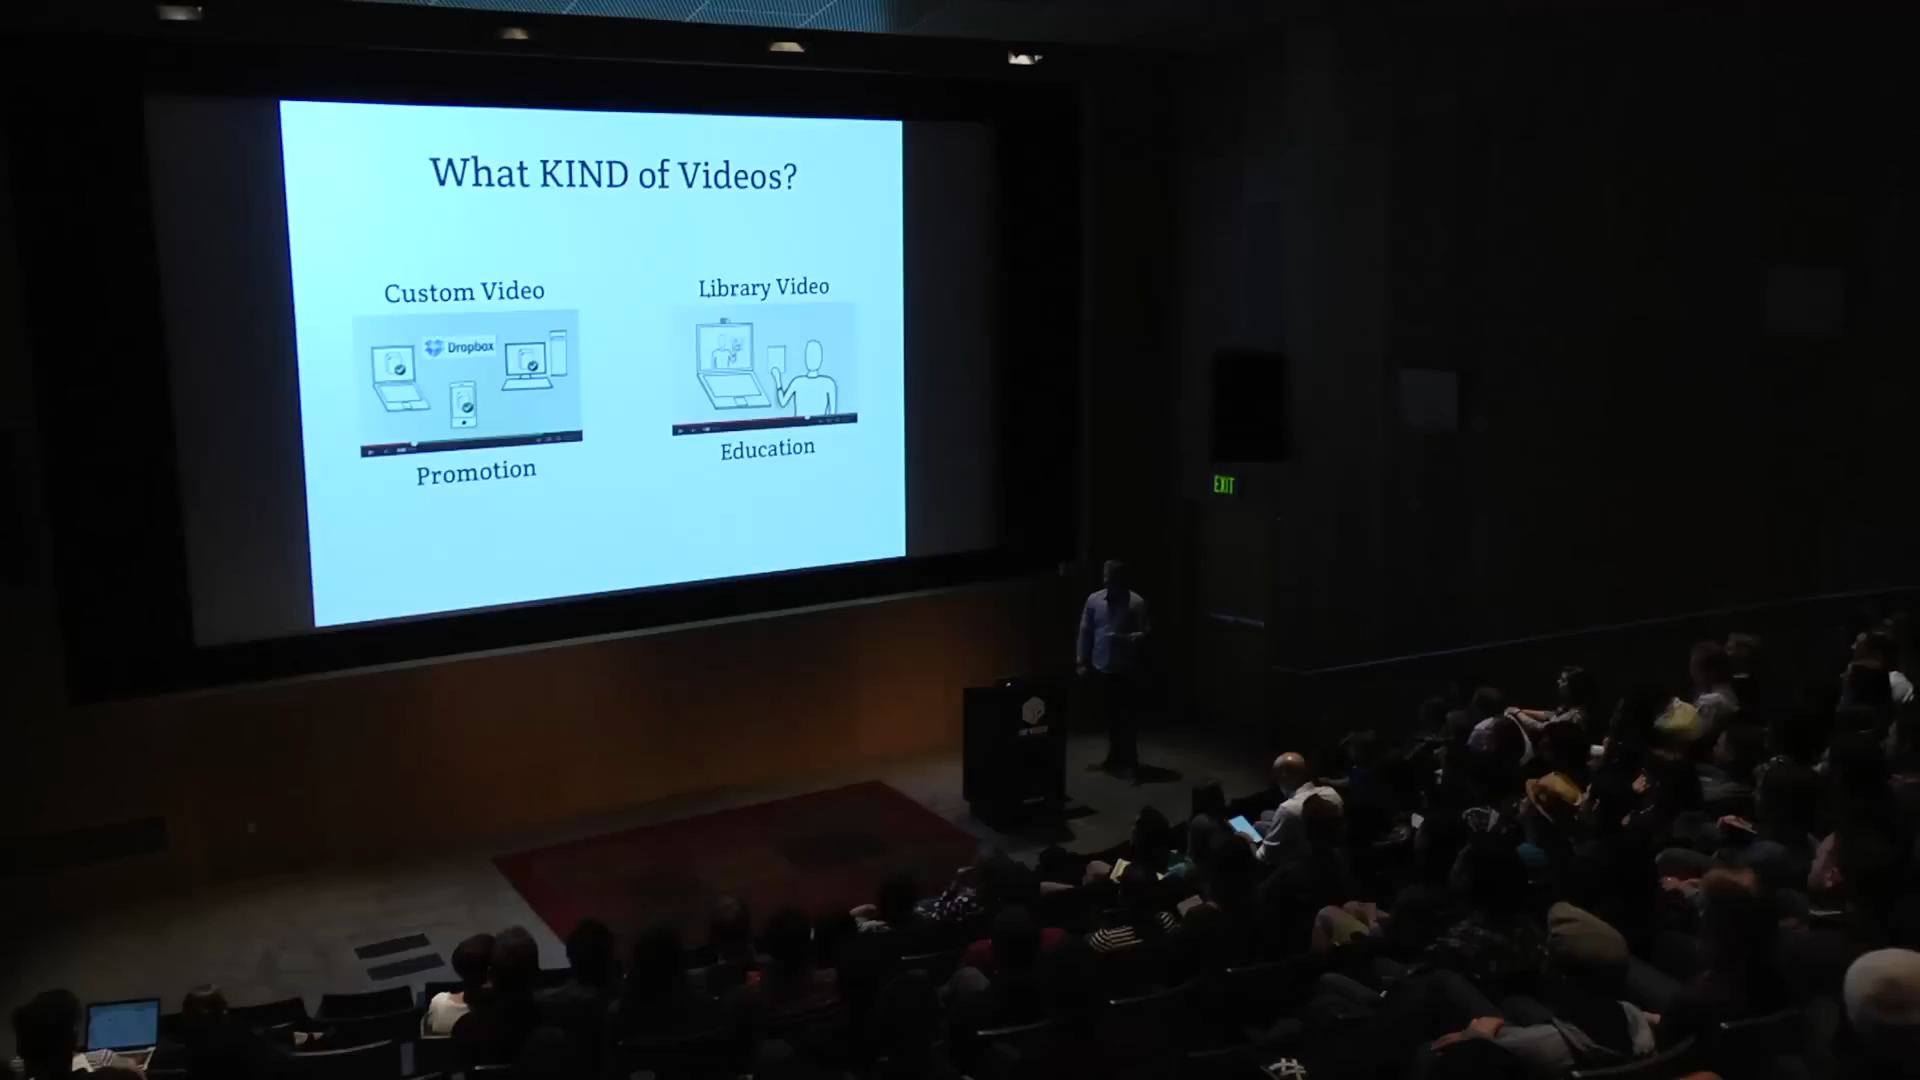 What KIND of Videos?
Custom Video
Library Video
Dropbox
Promotion
Education
EXIT